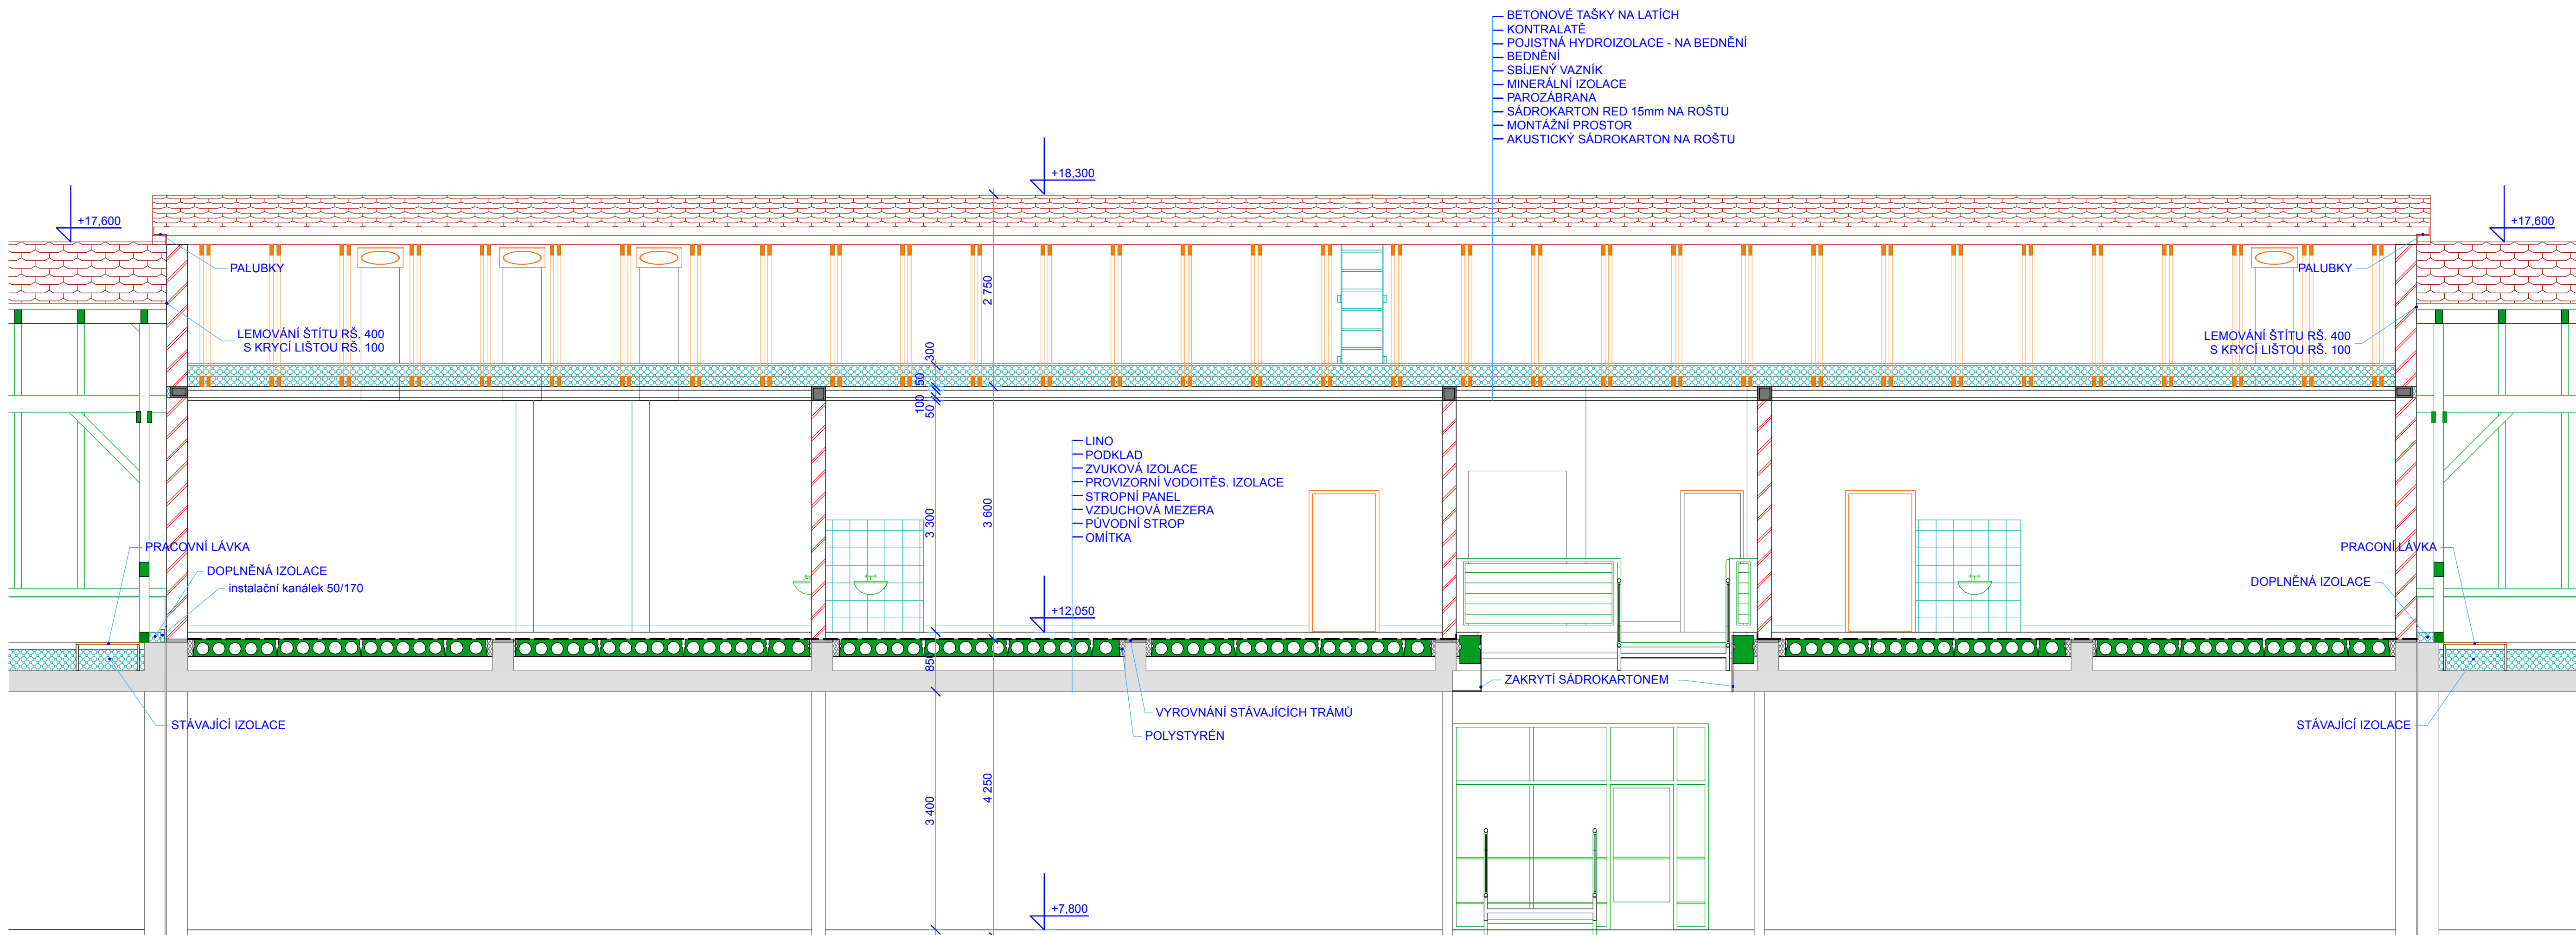 BETONOVÉ TAŠKY NA LATÍCH
KONTRALATĚ
POJISTNÁ HYDROIZOLACE - NA BEDNĚNÍ
BEDNĚNÍ
SBÍJENÝ VAZNÍK
MINERÁLNÍ IZOLACE
PAROZÁBRANA
SÁDROKARTON RED 15mm NA ROŠTU
MONTÁŽNÍ PROSTOR
AKUSTICKÝ SÁDROKARTON NA ROŠTU
+18,300
+17,600
+17,600
PALUBKY
PALUBKY
2 750
LEMOVÁNÍ ŠTÍTU RŠ. 400
S KRYCÍ LIŠTOU RŠ. 100
LEMOVÁNÍ ŠTÍTU RŠ. 400
S KRYCÍ LIŠTOU RŠ. 100
300
50
100
50
LINO
PODKLAD
ZVUKOVÁ IZOLACE
PROVIZORNÍ VODOITĚS. IZOLACE
STROPNÍ PANEL
VZDUCHOVÁ MEZERA
PŮVODNÍ STROP
OMÍTKA
3 300
3 600
PRACOVNÍ LÁVKA
DOPLNĚNÁ IZOLACE
instalační kanálek 50/170
PRACONÍ LÁVKA
DOPLNĚNÁ IZOLACE
+12,050
850
ZAKRYTÍ SÁDROKARTONEM
VYROVNÁNÍ STÁVAJÍCÍCH TRÁMŮ
POLYSTYRÉN
STÁVAJÍCÍ IZOLACE
STÁVAJÍCÍ IZOLACE
3 400
4 250
+7,800